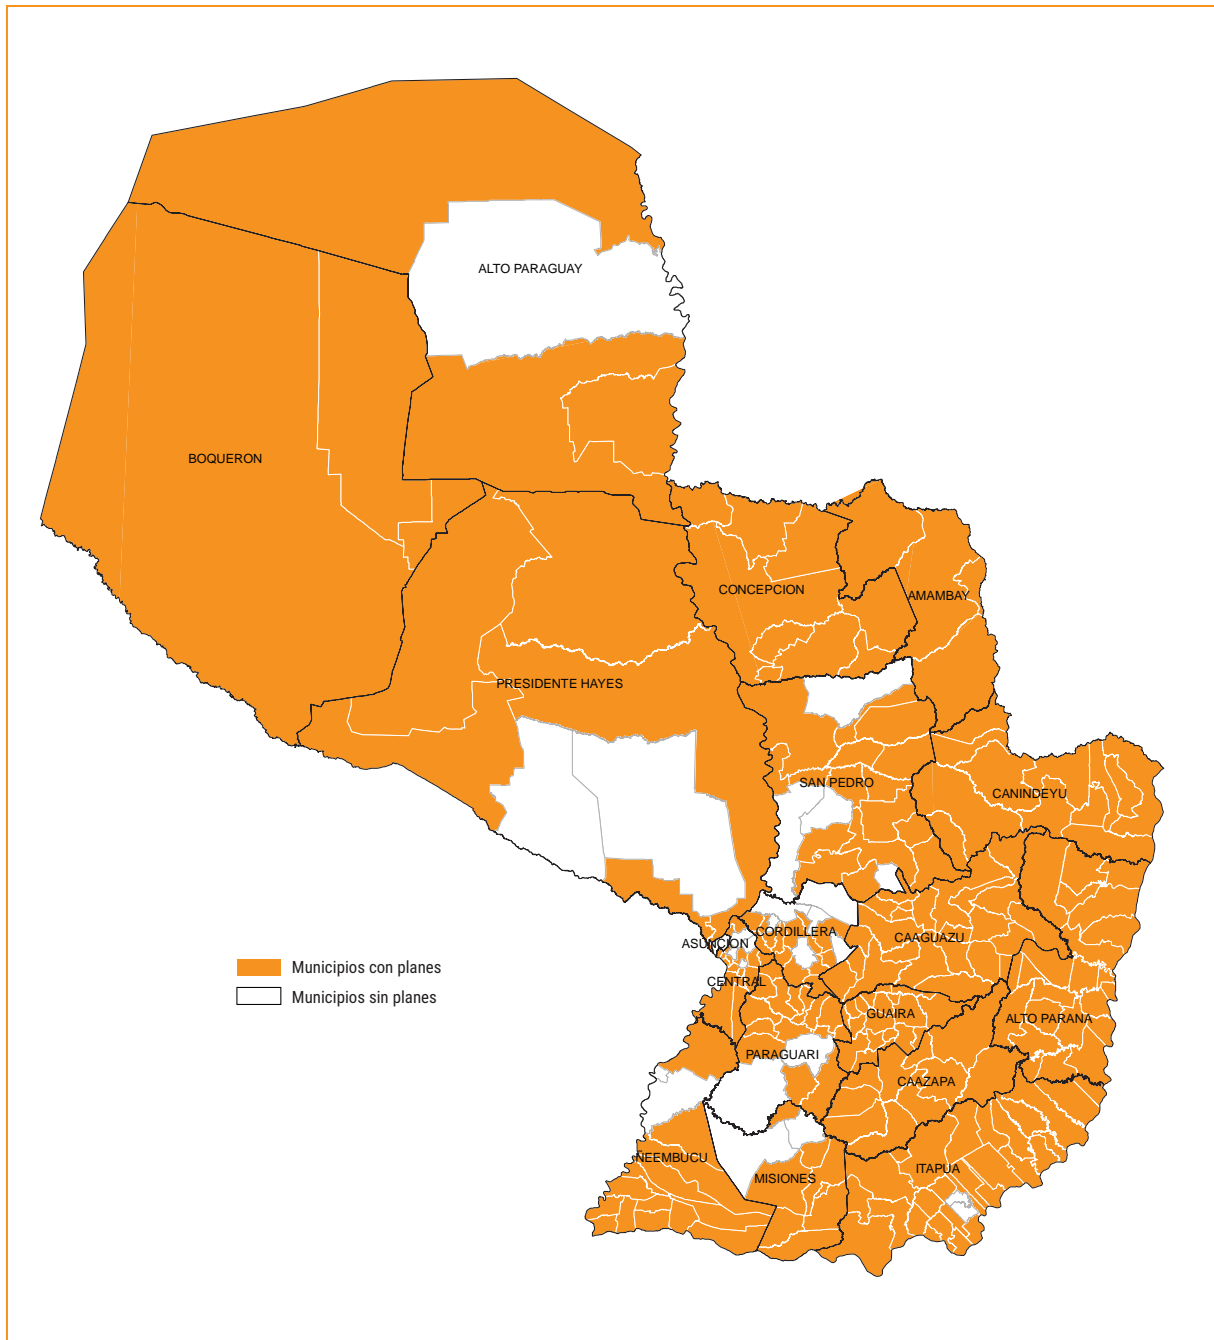 ALTO PARAGUAY
BOQUERON
CONCEPCION
AMAMBAY
PRESIDENTE HAYES
SAN PEDRO
CANINDEYU
CORDILLERA
ASUNCION
CAAGUAZU
Municipios con planes
CENTRAL
Municipios sin planes
GUAIRA
ALTO PARANA
PARAGUARI
CAAZAPA
ÑEEMBUCU
ITAPUA
MISIONES